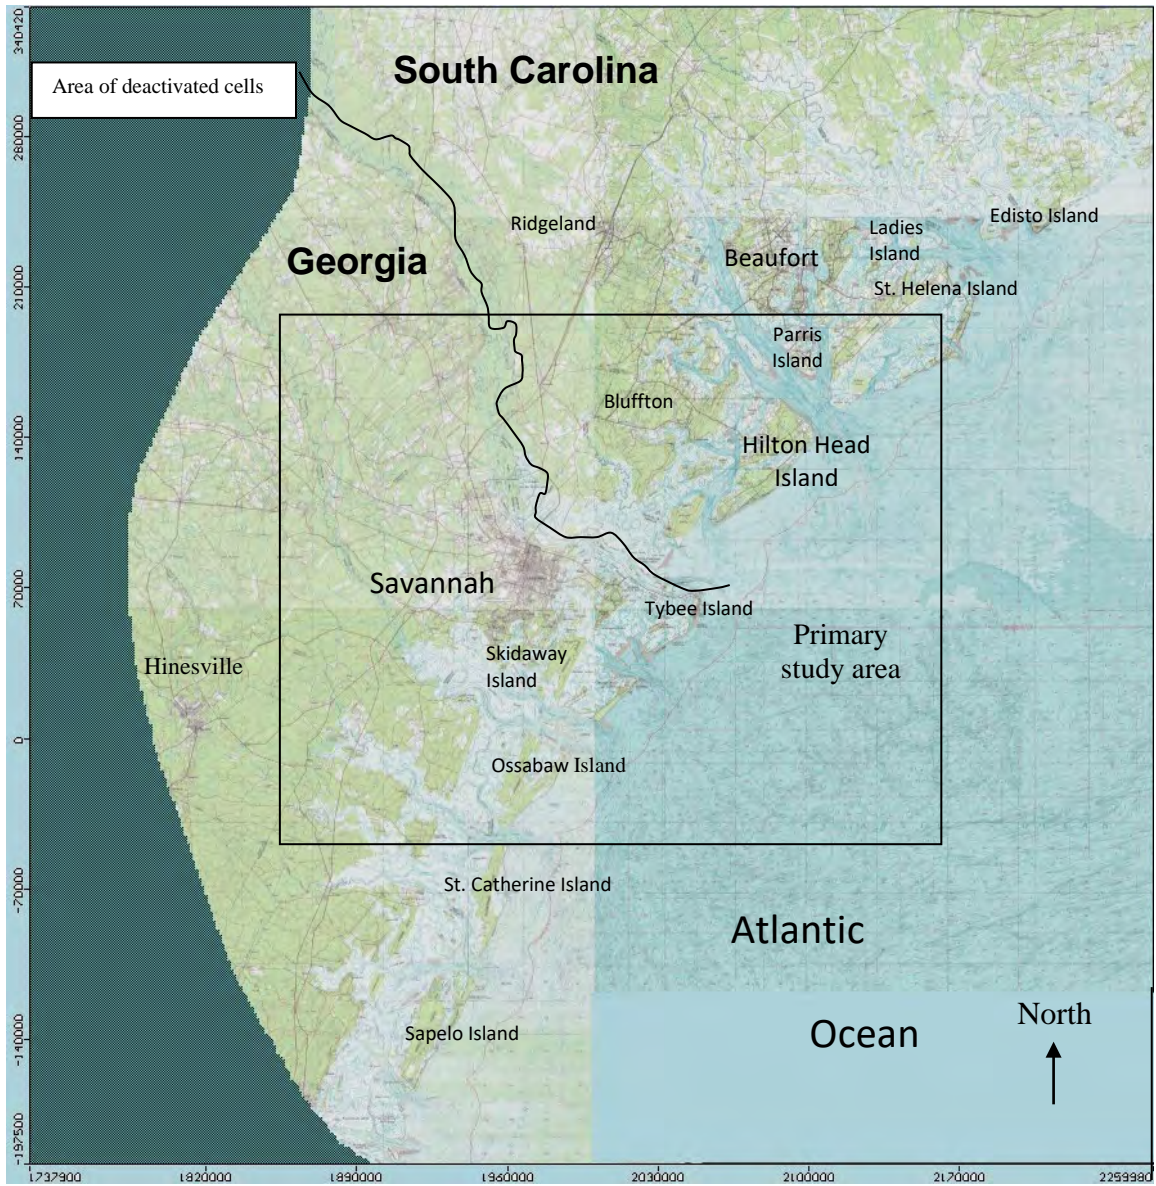 340420
South Carolina
Area of deactivated cells
280000
Edisto Island
Ridgeland
Ladies
Island
Georgia
Beaufort
St. Helena Island
210000
Parris
Island
Bluffton
140000
Hilton Head
Island
Savannah
70000
Tybee Island
Primary
study area
Skidaway
Island
Hinesville
0
Ossabaw Island
-70000
St. Catherine Island
Atlantic
North
Ocean
Sapelo Island
-140000
-197500
1737900
1820000
1890000
1960000
2030000
2100000
2170000
2259980